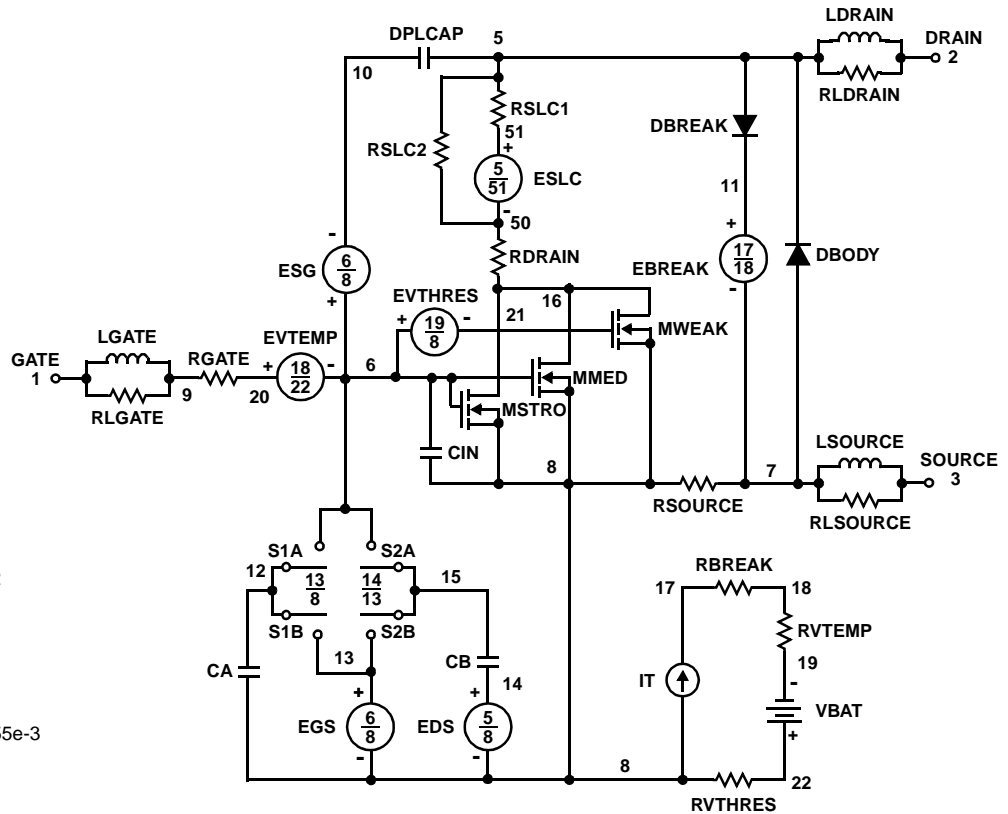 LDRAIN
DPLCAP 5 DRAIN
10 2
RLDRAIN
RSLC1
51
DBREAK
RSLC2
+
5
51
ESLC
11
-
50
-
+
17
18
EBREAK
DBODY
RDRAIN
ESG
6
8
+
EVTHRES
16
+
19
8
-
21
MWEAK
-
LGATE
EVTEMP
GATE
1
RGATE
+
18
22
-
6
MMED
9
20
RLGATE
MSTRO
CIN
8
7
LSOURCE
SOURCE
3
RSOURCE
RLSOURCE
S1A
S2A
12
13
8
14
13
15
S1B
S2B
RBREAK
17
18
RVTEMP
CA
13
CB
14
IT
19
-
VBAT
+
EGS
+
6
8
-
EDS
+
5
8
-
8
22
RVTHRES
55e-3